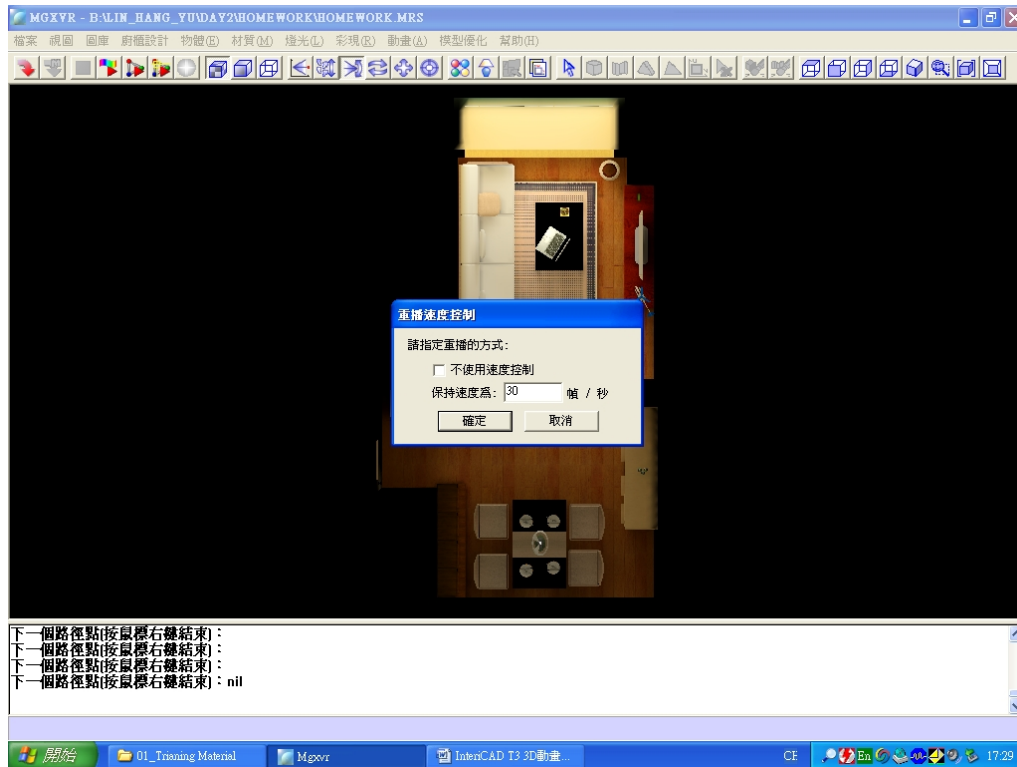 MGXVR - B:\LIN_HANG_YU\DAY2\HOMEWORK\HOMEWORK.MRS
檔案 視圖 圖庫 廚櫃設計 物體(E) 材質(M) 燈光(L) 彩現(R) 動畫(A) 模型優化 幫助(H)
重播速度控制
請指定重播的方式:
不使用速度控制
保持速度爲: 30 幀 / 秒
確定 取消
下一個路徑點(按鼠標右鍵結束):
下一個路徑點(按鼠標右鍵結束):
下一個路徑點(按鼠標右鍵結束):
下一個路徑點(按鼠標右鍵結束): nil
開始 01_Trianing Material Mgxvr InteriCAD T3 3D動畫... CE En 17:29